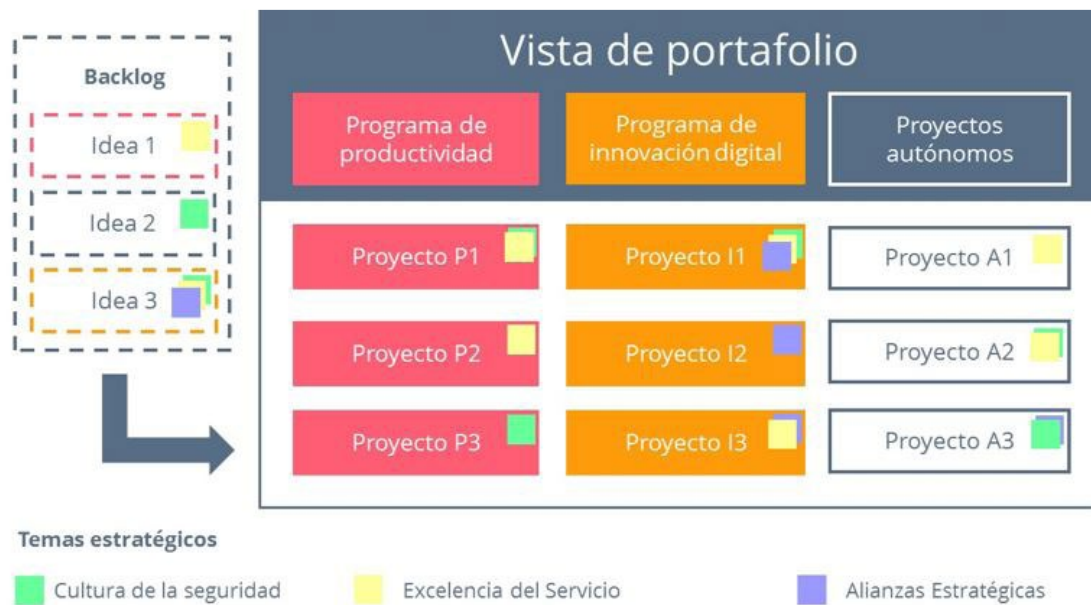 Backlog
Idea 1
Idea 2
Idea 3
Vista de portafolio
Programa de
productividad
Programa de
innovación digital
Proyectos
autónomos
Proyecto P1
Proyecto I1
Proyecto A1
Proyecto P2
Proyecto I2
Proyecto A2
Proyecto P3
Proyecto I3
Proyecto A3
Temas estratégicos
Cultura de la seguridad
Excelencia del Servicio
Alianzas Estratégicas